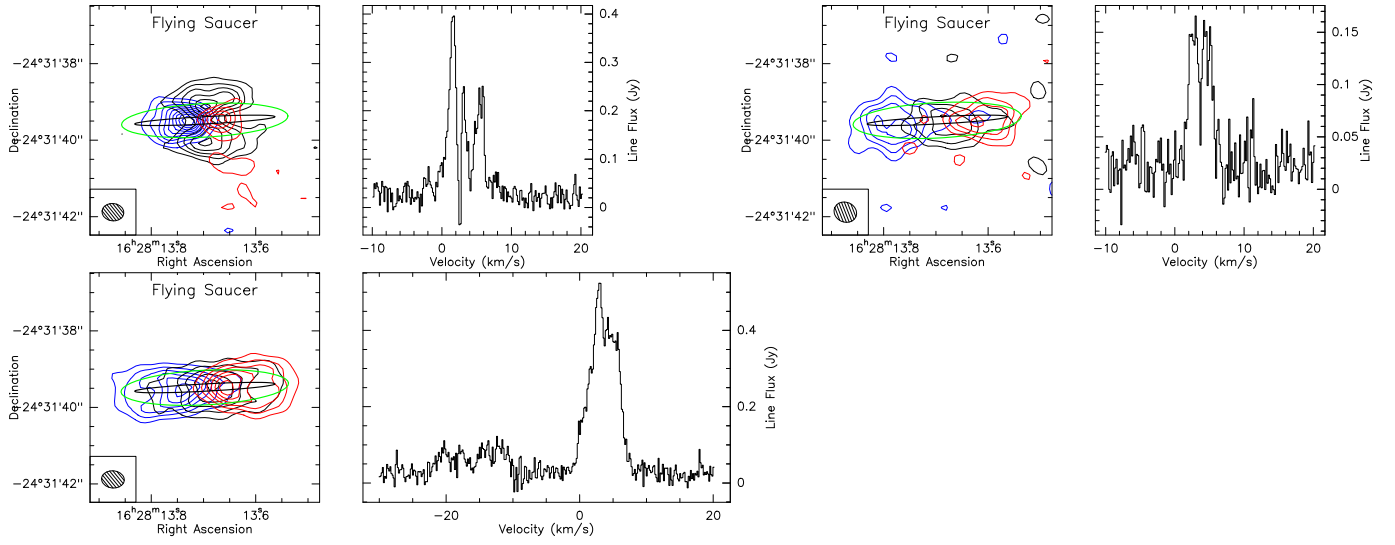 Flying Saucer
Declination
−24°31'38"
−24°31'40"
−24°31'42"
16ʰ28ᵐ13ˢ.8
13ˢ.6
Right Ascension
0.4
0.3
0.2
0.1
0
Line Flux (Jy)
−10
0
10
20
Velocity (km/s)
Flying Saucer
Declination
−24°31'38"
−24°31'40"
−24°31'42"
16ʰ28ᵐ13ˢ.8
13ˢ.6
Right Ascension
0.15
0.10
0.05
0
Line Flux (Jy)
−10
0
10
20
Velocity (km/s)
Flying Saucer
Declination
−24°31'38"
−24°31'40"
−24°31'42"
16ʰ28ᵐ13ˢ.8
13ˢ.6
Right Ascension
0.4
0.2
0
Line Flux (Jy)
−20
0
20
Velocity (km/s)